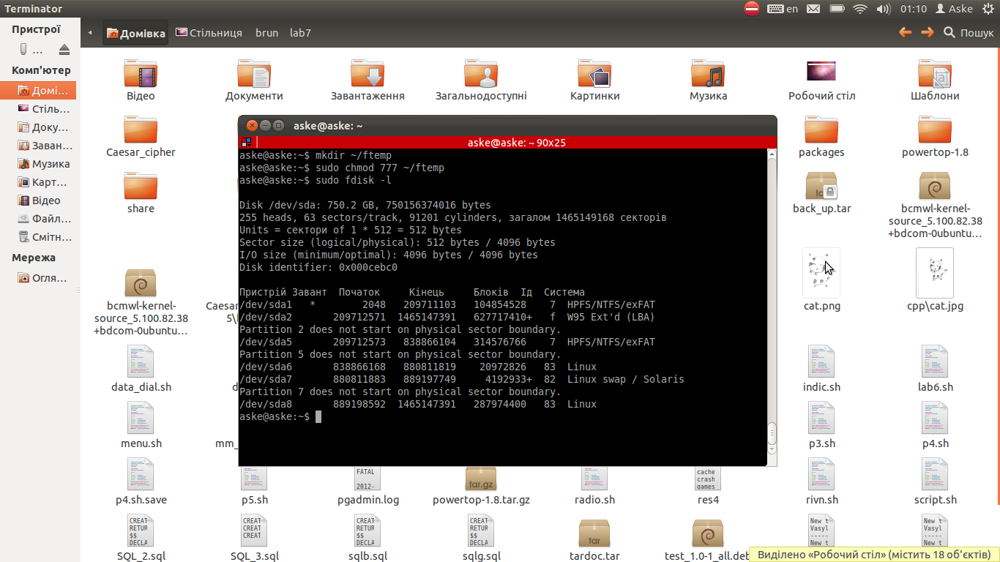 Terminator
en
01:10
Aske
Пристрої
...
Комп'ютер
Домі...
Стіль...
Доку...
Заван...
Музика
Карт...
Відео
Файл...
Смітн...
Мережа
Огля...
Домівка
Стільниця
brun
lab7
Пошук
Відео
Документи
Завантаження
Загальнодоступні
Картинки
Музика
Робочий стіл
Шаблони
Caesar_cipher
packages
powertop-1.8
share
back_up.tar
bcmwl-kernel-
source_5.100.82.38
+bdcom-0ubuntu...
aske@aske: ~
aske@aske: ~ 90x25
aske@aske:~$ mkdir ~/ftemp
aske@aske:~$ sudo chmod 777 ~/ftemp
aske@aske:~$ sudo fdisk -l
Disk /dev/sda: 750.2 GB, 750156374016 bytes
255 heads, 63 sectors/track, 91201 cylinders, загалом 1465149168 секторів
Units = сектори of 1 * 512 = 512 bytes
Sector size (logical/physical): 512 bytes / 4096 bytes
I/O size (minimum/optimal): 4096 bytes / 4096 bytes
Disk identifier: 0x000cebc0
Пристрій Завант Початок Кінець Блоків Ід Система
/dev/sda1 * 2048 209711103 104854528 7 HPFS/NTFS/exFAT
/dev/sda2 209712571 1465147391 627717410+ f W95 Ext'd (LBA)
Partition 2 does not start on physical sector boundary.
/dev/sda5 209712573 838866104 314576766 7 HPFS/NTFS/exFAT
Partition 5 does not start on physical sector boundary.
/dev/sda6 838866168 880811819 20972826 83 Linux
/dev/sda7 880811883 889197749 4192933+ 82 Linux swap / Solaris
Partition 7 does not start on physical sector boundary.
/dev/sda8 889198592 1465147391 287974400 83 Linux
aske@aske:~$
bcmwl-kernel-
source_5.100.82.38
+bdcom-0ubuntu...
cat.png
cpp\cat.jpg
data_dial.sh
indic.sh
lab6.sh
menu.sh
mm_
p3.sh
p4.sh
p4.sh.save
p5.sh
FATAL
2012-
pgadmin.log
tar.gz
powertop-1.8.tar.gz
radio.sh
cache
crash
games
res4
rivn.sh
script.sh
CREAT
RETUR
$$
DECLA
SQL_2.sql
CREAT
CREAT
CREAT
SQL_3.sql
CREAT
RETUR
$$
DECLA
sqlb.sql
CREAT
RETUR
$$
DECLA
sqlg.sql
tar
tardoc.tar
test_1.0-1_all.deb
New t
Vasyl
-----
New t
New t
Vasyl
-----
New t
Виділено «Робочий стіл» (містить 18 об'єктів)